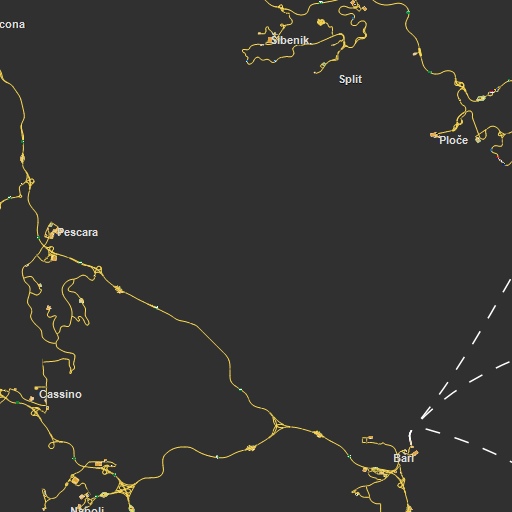 cona
Šibenik
Split
Ploče
Pescara
Cassino
Bari
Napoli